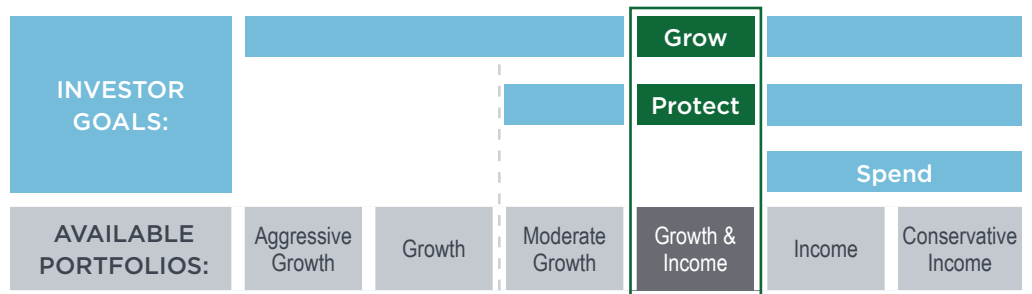 Grow
INVESTOR
GOALS:
Protect
Spend
AVAILABLE
PORTFOLIOS:
Aggressive
Growth
Growth
Moderate
Growth
Growth &
Income
Income
Conservative
Income